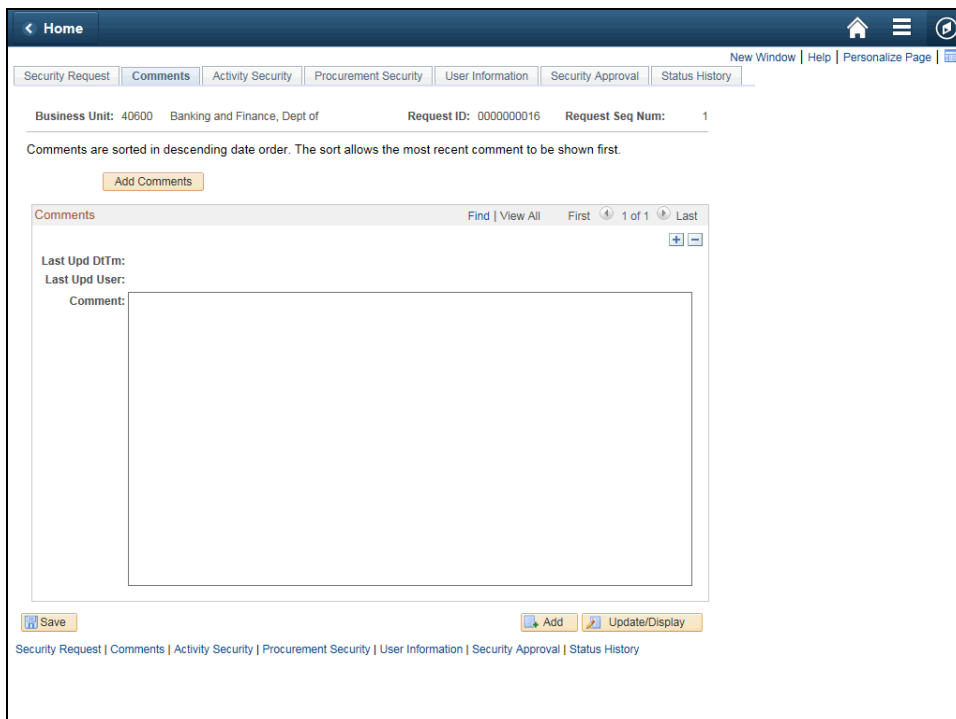 Home
New Window | Help | Personalize Page |
Security Request Comments Activity Security Procurement Security User Information Security Approval Status History
Business Unit: 40600 Banking and Finance, Dept of Request ID: 0000000016 Request Seq Num: 1
Comments are sorted in descending date order. The sort allows the most recent comment to be shown first.
Add Comments
Comments Find | View All First 1 of 1 Last
Last Upd DtTm:
Last Upd User:
Comment:
Save Add Update/Display
Security Request | Comments | Activity Security | Procurement Security | User Information | Security Approval | Status History